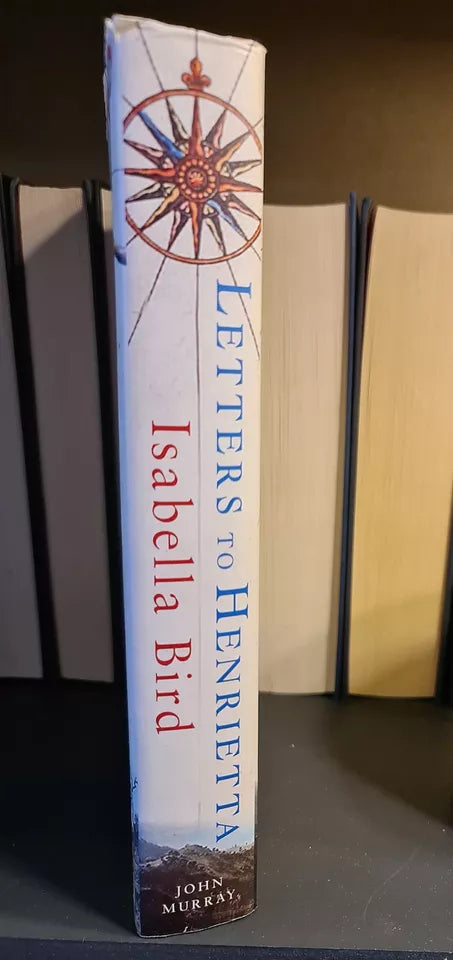 LETTERS TO HENRIETTA
Isabella Bird
JOHN
MURRAY